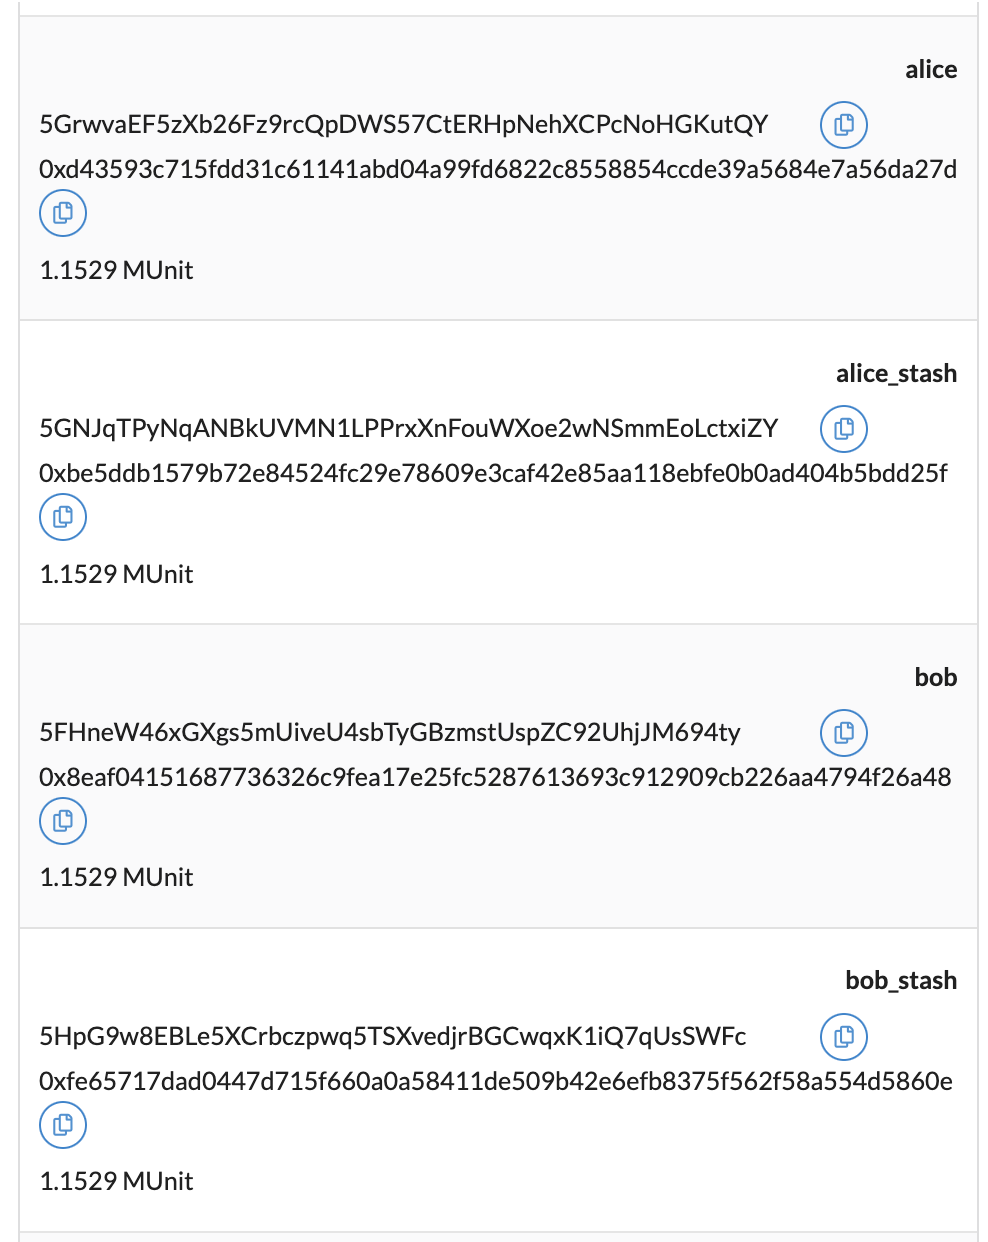 alice
5GrwvaEF5zXb26Fz9rcQpDWS57CtERHpNehXCPcNoHGKutQY
0xd43593c715fdd31c61141abd04a99fd6822c8558854ccde39a5684e7a56da27d
1.1529 MUnit
alice_stash
5GNJqTPyNqANBkUVMN1LPPrxXnFouWXoe2wNSmmEoLctxiZY
0xbe5ddb1579b72e84524fc29e78609e3caf42e85aa118ebfe0b0ad404b5bdd25f
1.1529 MUnit
bob
5FHneW46xGXgs5mUiveU4sbTyGBzmstUspZC92UhjJM694ty
0x8eaf04151687736326c9fea17e25fc5287613693c912909cb226aa4794f26a48
1.1529 MUnit
bob_stash
5HpG9w8EBLe5XCrbczpwq5TSXvedjrBGCwqxK1iQ7qUsSWFc
0xfe65717dad0447d715f660a0a58411de509b42e6efb8375f562f58a554d5860e
1.1529 MUnit